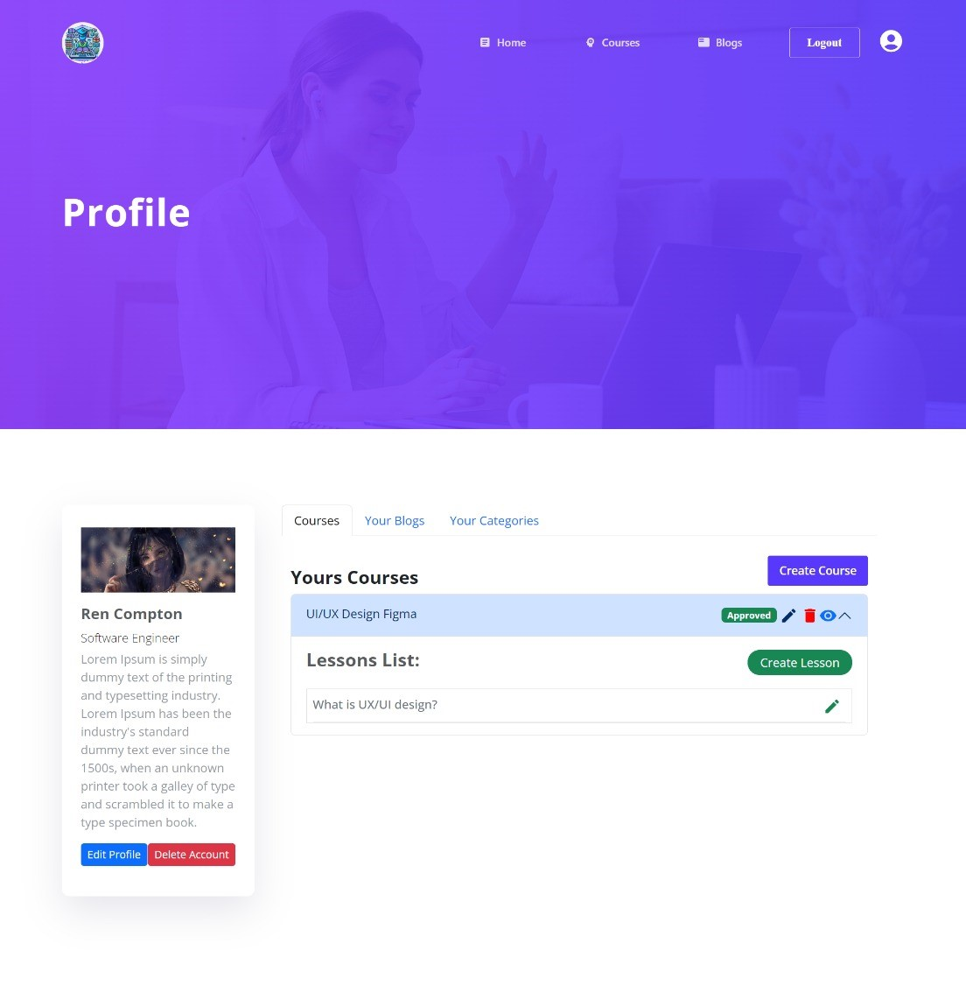 Home
Courses
Blogs
Logout
Profile
Ren Compton
Software Engineer
Lorem Ipsum is simply
dummy text of the printing
and typesetting industry.
Lorem Ipsum has been the
industry's standard
dummy text ever since the
1500s, when an unknown
printer took a galley of type
and scrambled it to make a
type specimen book.
Edit Profile
Delete Account
Courses
Your Blogs
Your Categories
Yours Courses
Create Course
UI/UX Design Figma
Approved
Lessons List:
Create Lesson
What is UX/UI design?